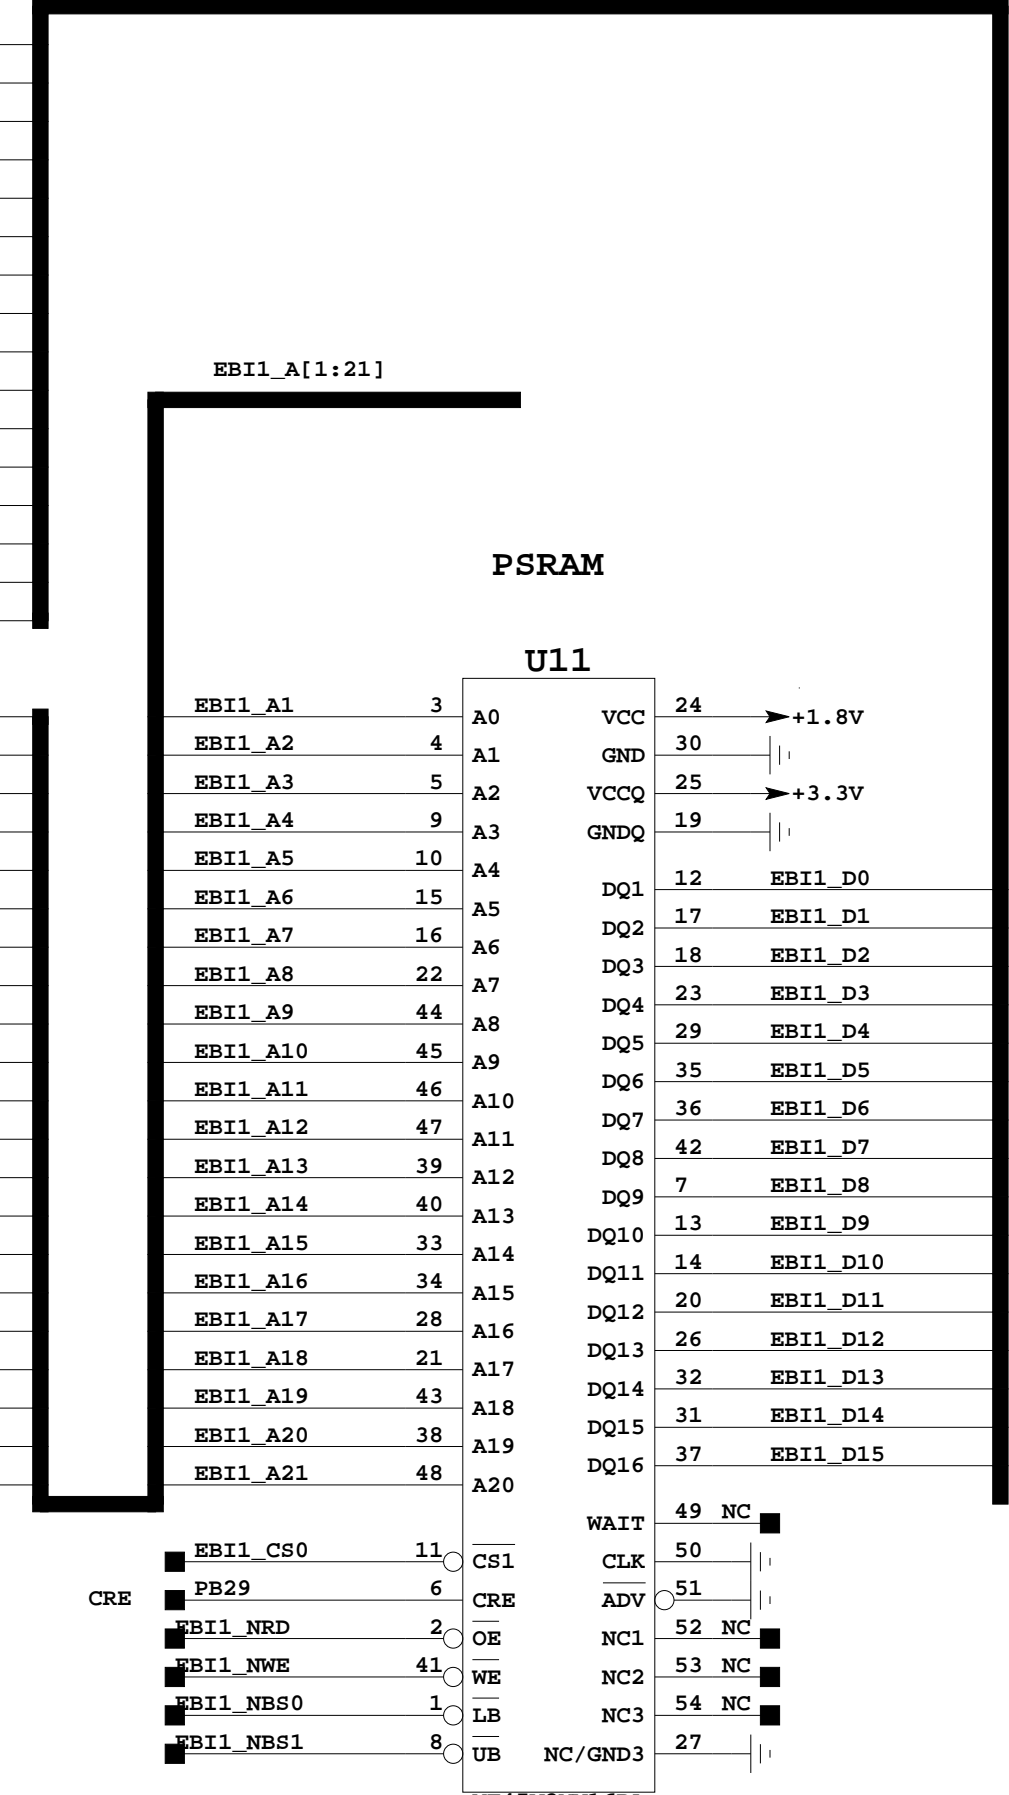 EBI1_A[1:21]
PSRAM
U11
EBI1_A1 3 A0 VCC 24 +1.8V
EBI1_A2 4 A1 GND 30
EBI1_A3 5 A2 VCCQ 25 +3.3V
EBI1_A4 9 A3 GNDQ 19
EBI1_A5 10 A4
DQ1 12 EBI1_D0
EBI1_A6 15 A5
DQ2 17 EBI1_D1
EBI1_A7 16 A6
DQ3 18 EBI1_D2
EBI1_A8 22 A7
DQ4 23 EBI1_D3
EBI1_A9 44 A8
DQ5 29 EBI1_D4
EBI1_A10 45 A9
DQ6 35 EBI1_D5
EBI1_A11 46 A10
DQ7 36 EBI1_D6
EBI1_A12 47 A11
DQ8 42 EBI1_D7
EBI1_A13 39 A12
DQ9 7 EBI1_D8
EBI1_A14 40 A13
DQ10 13 EBI1_D9
EBI1_A15 33 A14
DQ11 14 EBI1_D10
EBI1_A16 34 A15
DQ12 20 EBI1_D11
EBI1_A17 28 A16
DQ13 26 EBI1_D12
EBI1_A18 21 A17
DQ14 32 EBI1_D13
EBI1_A19 43 A18
DQ15 31 EBI1_D14
EBI1_A20 38 A19
DQ16 37 EBI1_D15
EBI1_A21 48 A20
WAIT 49 NC
EBI1_CS0 11 CS1 CLK 50
CRE PB29 6 CRE ADV 51
EBI1_NRD 2 OE NC1 52 NC
EBI1_NWE 41 WE NC2 53 NC
EBI1_NBS0 1 LB NC3 54 NC
EBI1_NBS1 8 UB NC/GND3 27